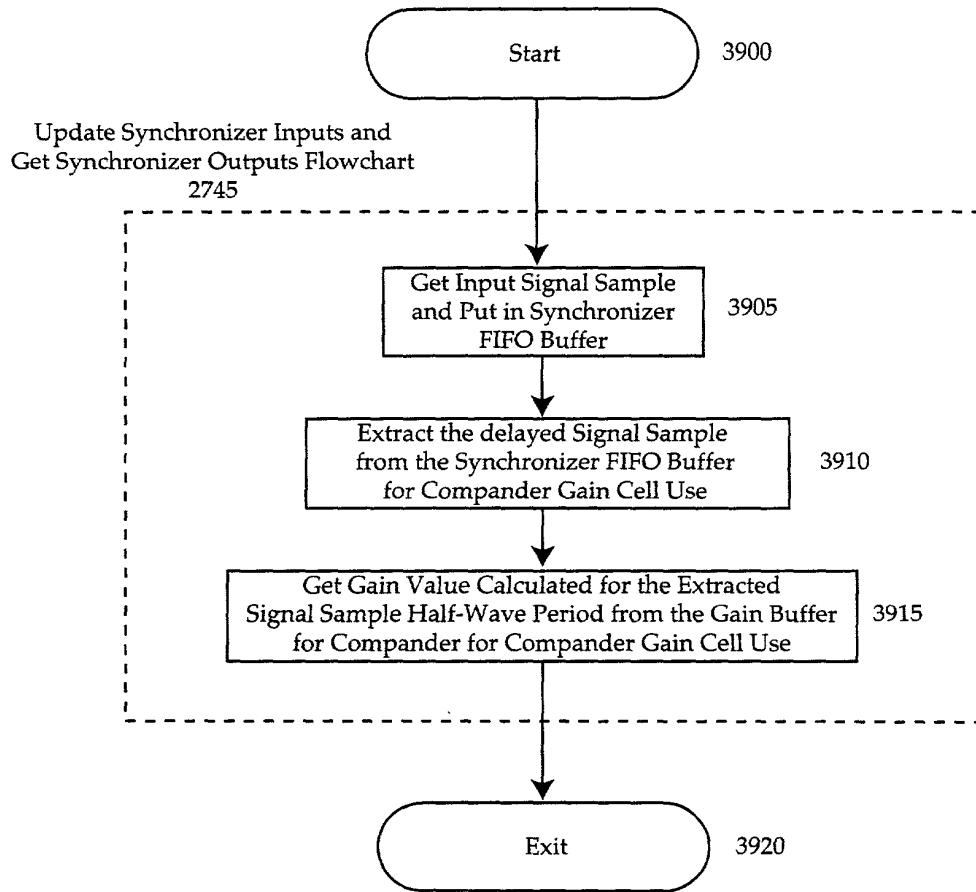 Start
3900
Update Synchronizer Inputs and
Get Synchronizer Outputs Flowchart
2745
Get Input Signal Sample
and Put in Synchronizer
FIFO Buffer
3905
Extract the delayed Signal Sample
from the Synchronizer FIFO Buffer
for Compander Gain Cell Use
3910
Get Gain Value Calculated for the Extracted
Signal Sample Half-Wave Period from the Gain Buffer
for Compander for Compander Gain Cell Use
3915
Exit
3920